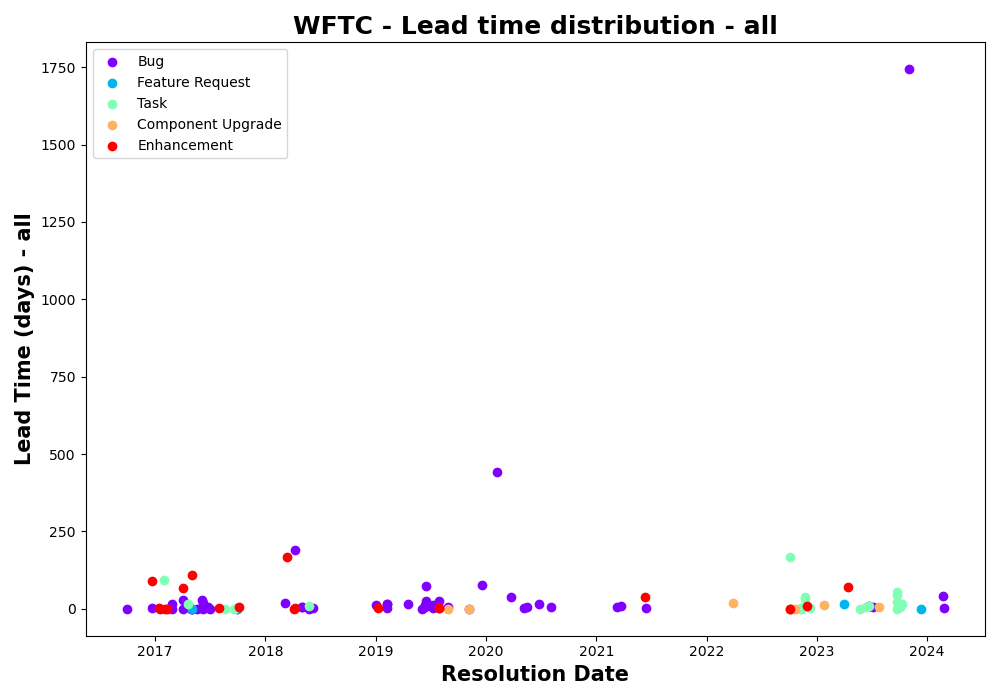 WFTC - Lead time distribution - all
Bug
Feature Request
Task
Component Upgrade
Enhancement
Lead Time (days) - all
1750
1500
1250
1000
750
500
250
0
2017 2018 2019 2020 2021 2022 2023 2024
Resolution Date